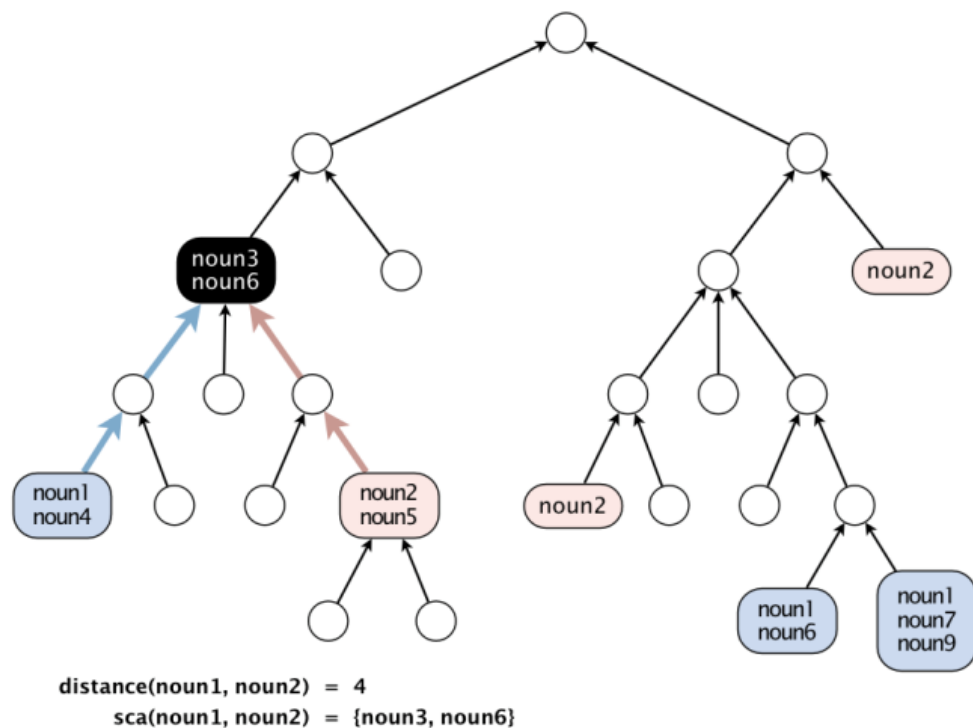 noun3
noun6
noun2
noun1
noun4
noun2
noun5
noun2
noun1
noun6
noun1
noun7
noun9
distance(noun1, noun2) = 4
sca(noun1, noun2) = {noun3, noun6}